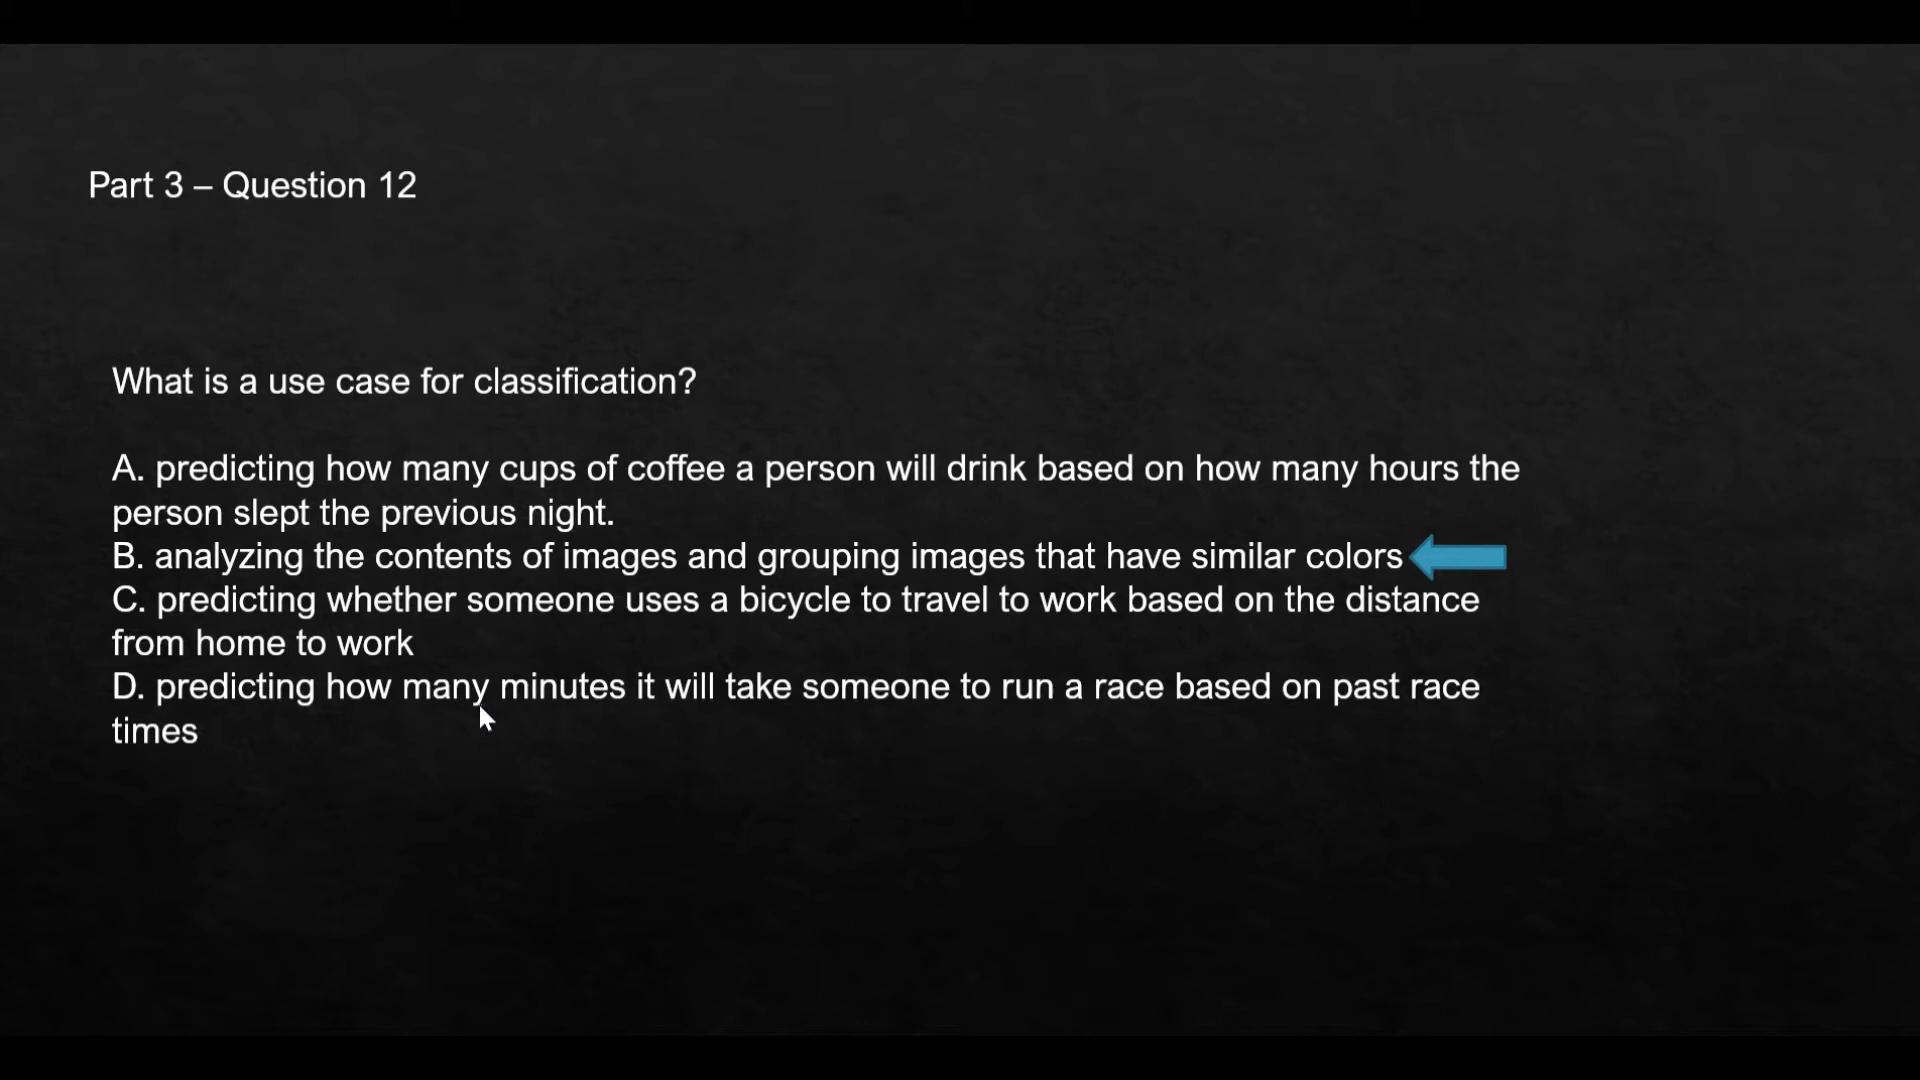 Part 3 – Question 12
What is a use case for classification?
A. predicting how many cups of coffee a person will drink based on how many hours the
person slept the previous night.
B. analyzing the contents of images and grouping images that have similar colors
C. predicting whether someone uses a bicycle to travel to work based on the distance
from home to work
D. predicting how many minutes it will take someone to run a race based on past race
times